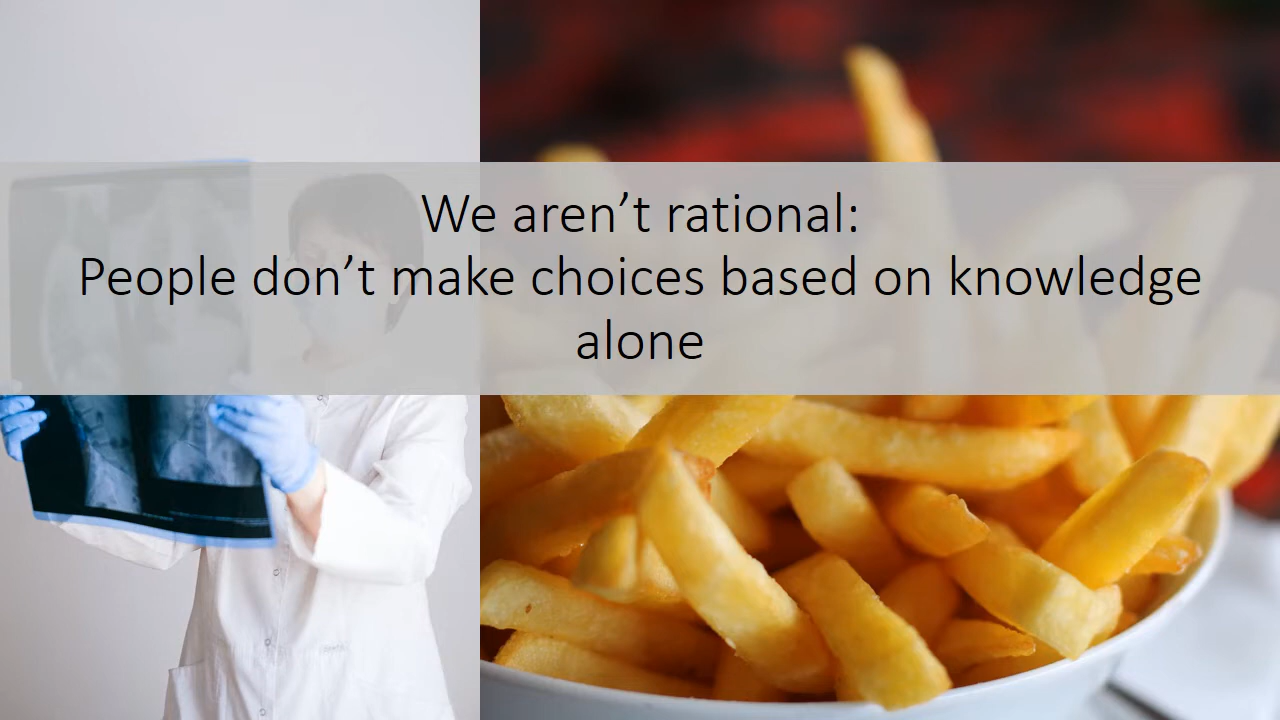 We aren’t rational:
People don’t make choices based on knowledge
alone